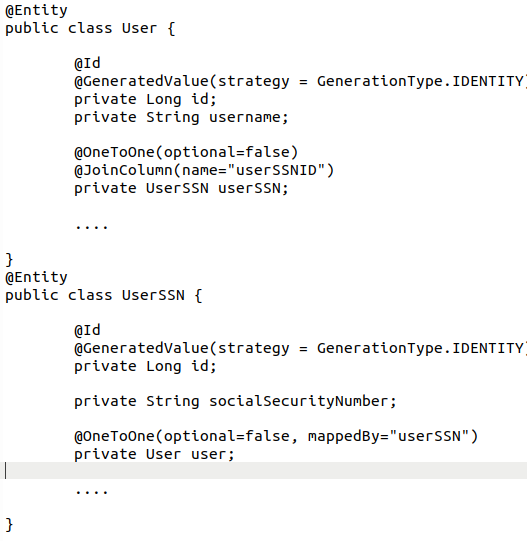 @Entity
public class User {
@Id
@GeneratedValue(strategy = GenerationType.IDENTITY)
private Long id;
private String username;
@OneToOne(optional=false)
@JoinColumn(name="userSSNID")
private UserSSN userSSN;
....
}
@Entity
public class UserSSN {
@Id
@GeneratedValue(strategy = GenerationType.IDENTITY)
private Long id;
private String socialSecurityNumber;
@OneToOne(optional=false, mappedBy="userSSN")
private User user;
....
}